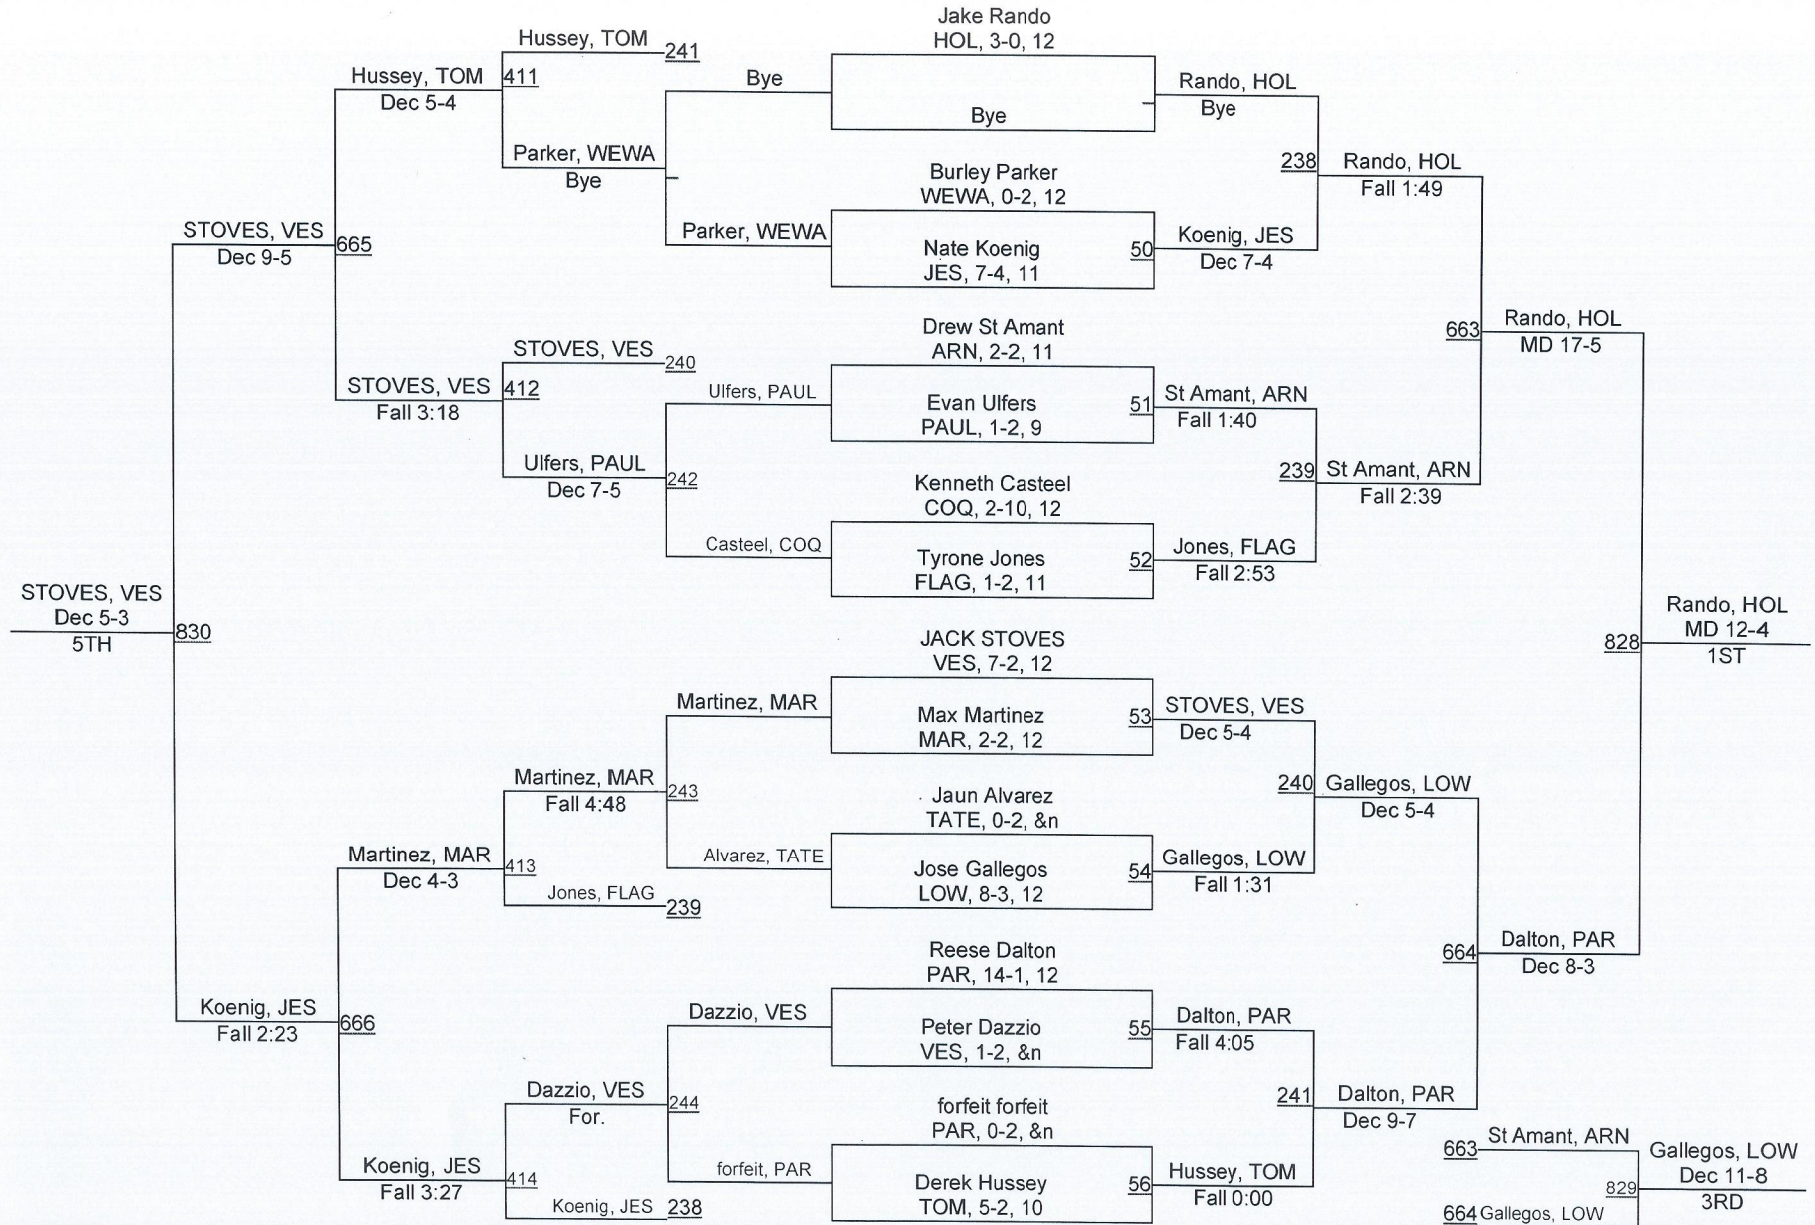 Jake Rando
HOL, 3-0, 12
Bye
Burley Parker
WEWA, 0-2, 12
Nate Koenig
JES, 7-4, 11
50
Drew St Amant
ARN, 2-2, 11
Evan Ulfers
PAUL, 1-2, 9
51
Kenneth Casteel
COQ, 2-10, 12
Tyrone Jones
FLAG, 1-2, 11
52
JACK STOVES
VES, 7-2, 12
Max Martinez
MAR, 2-2, 12
53
Jaun Alvarez
TATE, 0-2, &n
Jose Gallegos
LOW, 8-3, 12
54
Reese Dalton
PAR, 14-1, 12
Peter Dazzio
VES, 1-2, &n
55
forfeit forfeit
PAR, 0-2, &n
Derek Hussey
TOM, 5-2, 10
56
Rando, HOL
Bye
238
Koenig, JES
Dec 7-4
St Amant, ARN
Fall 1:40
239
Jones, FLAG
Fall 2:53
STOVES, VES
Dec 5-4
240
Gallegos, LOW
Fall 1:31
Dalton, PAR
Fall 4:05
241
Hussey, TOM
Fall 0:00
Rando, HOL
Fall 1:49
663
St Amant, ARN
Fall 2:39
Gallegos, LOW
Dec 5-4
664
Dalton, PAR
Dec 9-7
Rando, HOL
MD 17-5
828
Dalton, PAR
Dec 8-3
Rando, HOL
MD 12-4
1ST
663
St Amant, ARN
829
664
Gallegos, LOW
Gallegos, LOW
Dec 11-8
3RD
Bye
Parker, WEWA
Ulfers, PAUL
242
Casteel, COQ
Martinez, MAR
243
Alvarez, TATE
Dazzio, VES
244
forfeit, PAR
Hussey, TOM
241
411
Parker, WEWA
Bye
STOVES, VES
240
412
Ulfers, PAUL
Dec 7-5
Martinez, MAR
Fall 4:48
413
Jones, FLAG
239
Dazzio, VES
For.
414
Koenig, JES
238
Hussey, TOM
Dec 5-4
665
STOVES, VES
Fall 3:18
Martinez, MAR
Dec 4-3
666
Koenig, JES
Fall 3:27
STOVES, VES
Dec 9-5
830
Koenig, JES
Fall 2:23
STOVES, VES
Dec 5-3
5TH